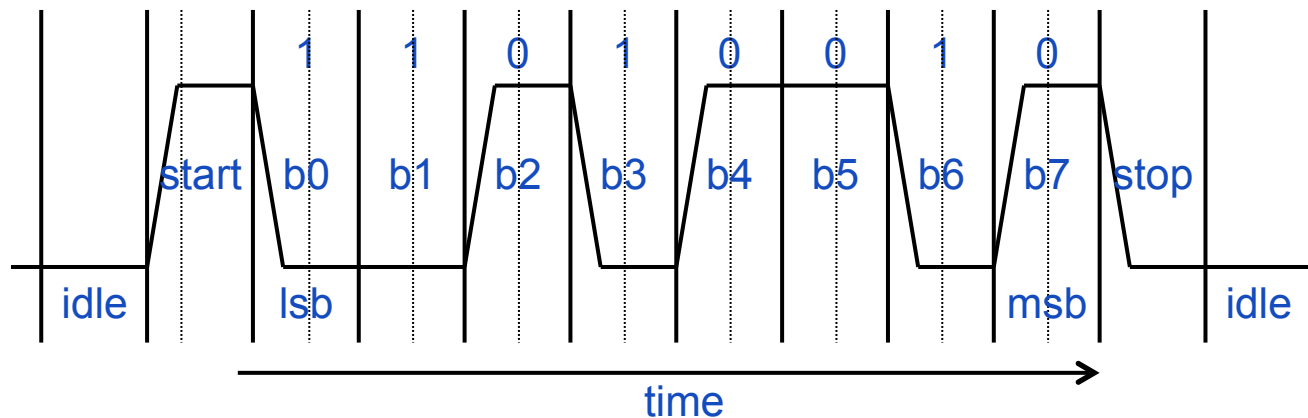 1 1 0 1 0 0 1 0
start b0 b1 b2 b3 b4 b5 b6 b7 stop
idle lsb msb idle
time